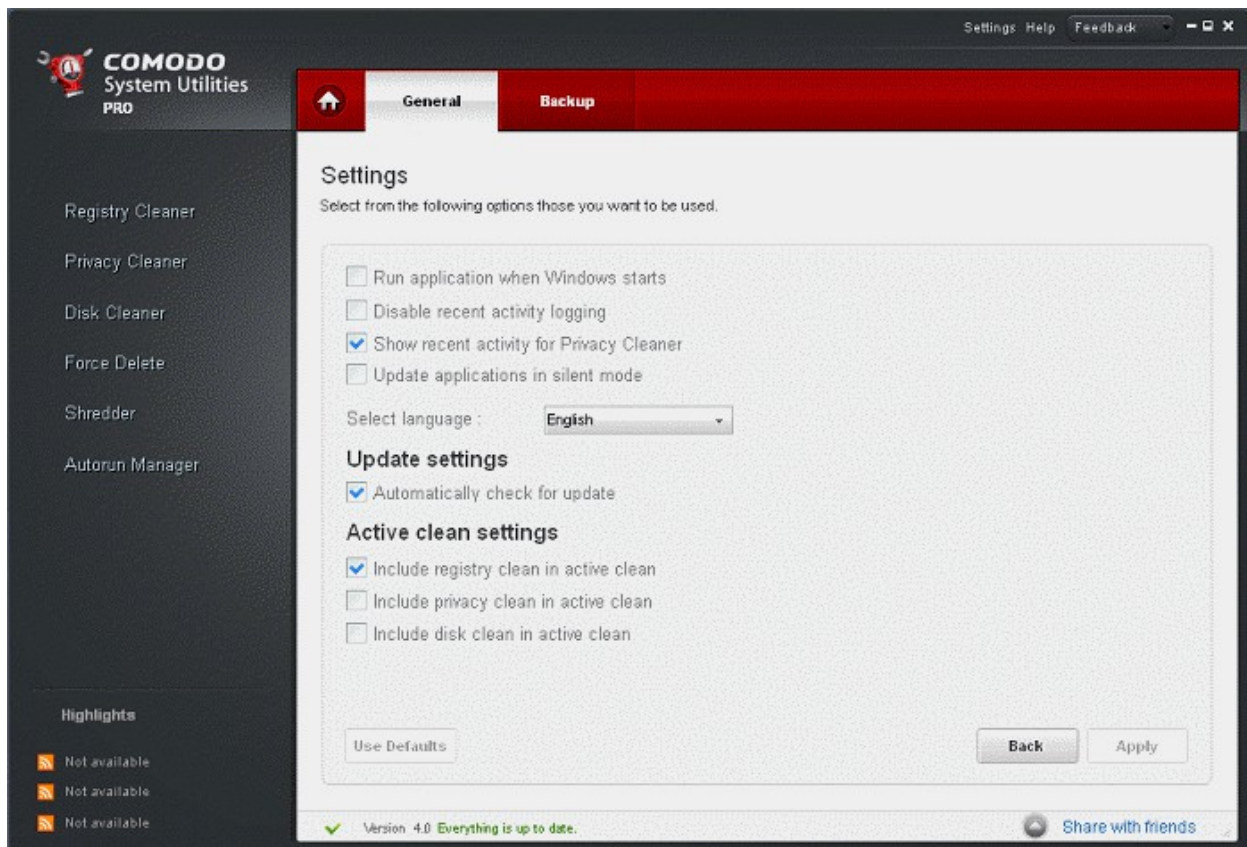 Settings Help Feedback
COMODO
System Utilities
PRO
General Backup
Registry Cleaner
Privacy Cleaner
Disk Cleaner
Force Delete
Shredder
Autorun Manager
Highlights
Not available
Not available
Not available
Settings
Select from the following options those you want to be used.
Run application when Windows starts
Disable recent activity logging
Show recent activity for Privacy Cleaner
Update applications in silent mode
Select language : English
Update settings
Automatically check for update
Active clean settings
Include registry clean in active clean
Include privacy clean in active clean
Include disk clean in active clean
Use Defaults Back Apply
Version 4.0 Everything is up to date. Share with friends